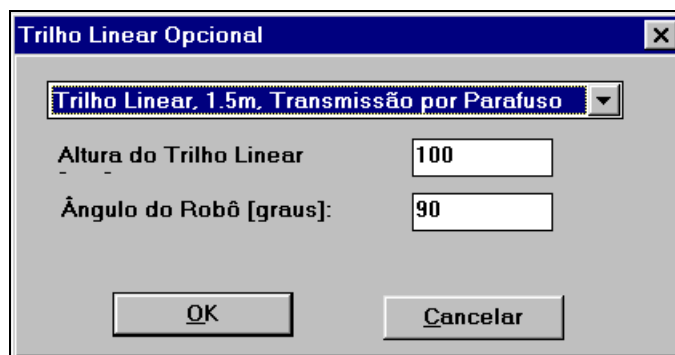 Trilho Linear Opcional
Trilho Linear, 1.5m, Transmissão por Parafuso
Altura do Trilho Linear
100
Ângulo do Robô [graus]:
90
OK
Cancelar